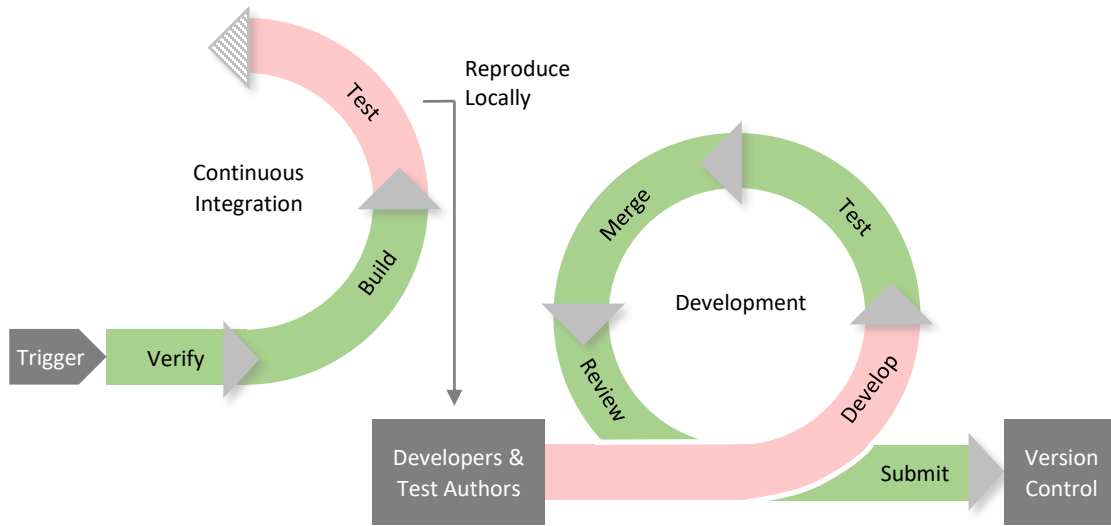 Reproduce
Locally
Test
Continuous
Integration
Build
Trigger
Verify
Merge
Test
Development
Review
Develop
Developers &
Test Authors
Submit
Version
Control